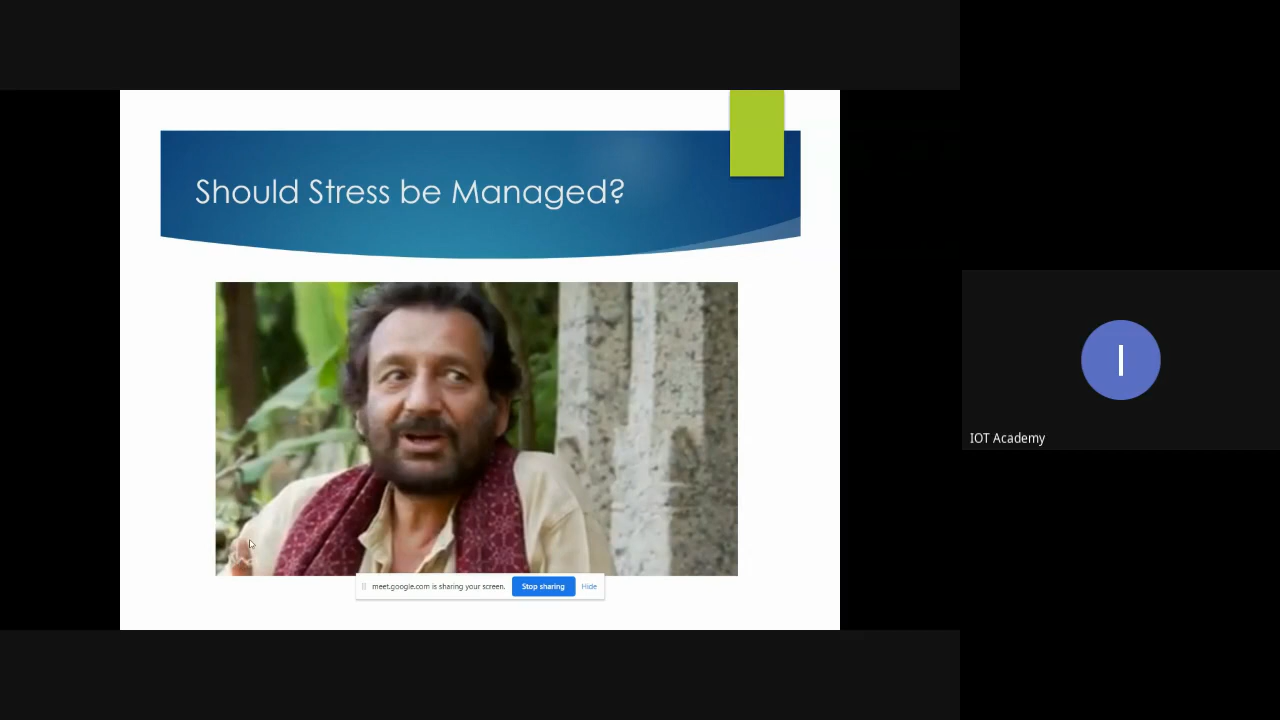 Should Stress be Managed?
meet.google.com is sharing your screen. Stop sharing Hide
I
IOT Academy